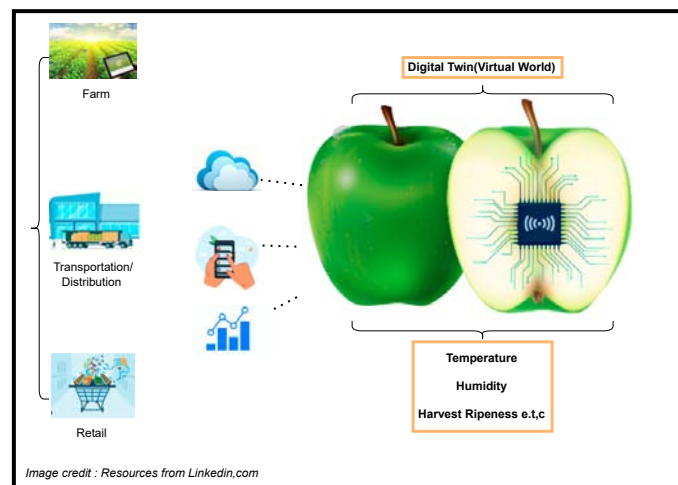 Digital Twin(Virtual World)
Farm
Transportation/
Distribution
Temperature
Humidity
Harvest Ripeness e.t,c
Retail
Image credit : Resources from Linkedin,com